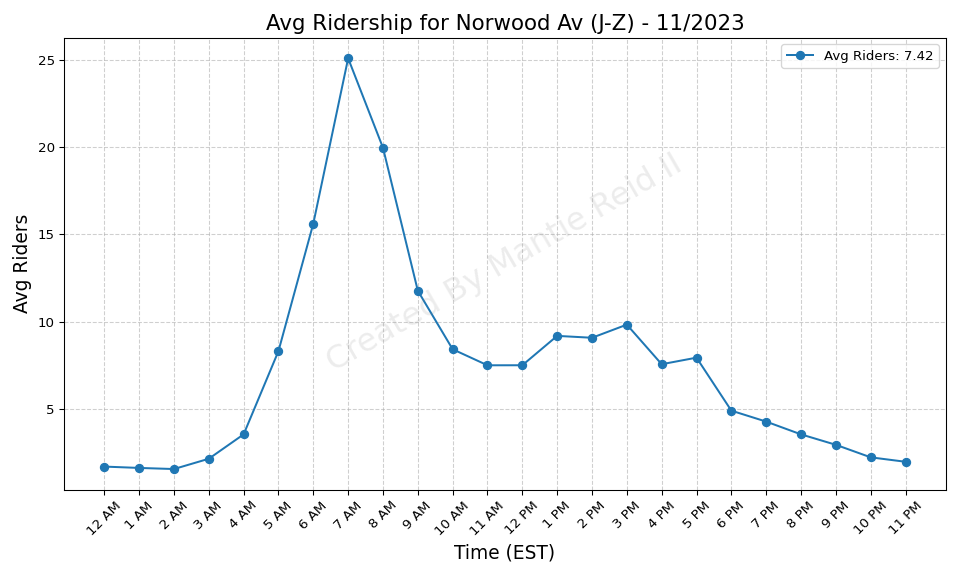 Avg Ridership for Norwood Av (J-Z) - 11/2023
Avg Riders: 7.42
25
20
15
10
5
Avg Riders
Created By Mantie Reid II
12 AM
1 AM
2 AM
3 AM
4 AM
5 AM
6 AM
7 AM
8 AM
9 AM
10 AM
11 AM
12 PM
1 PM
2 PM
3 PM
4 PM
5 PM
6 PM
7 PM
8 PM
9 PM
10 PM
11 PM
Time (EST)